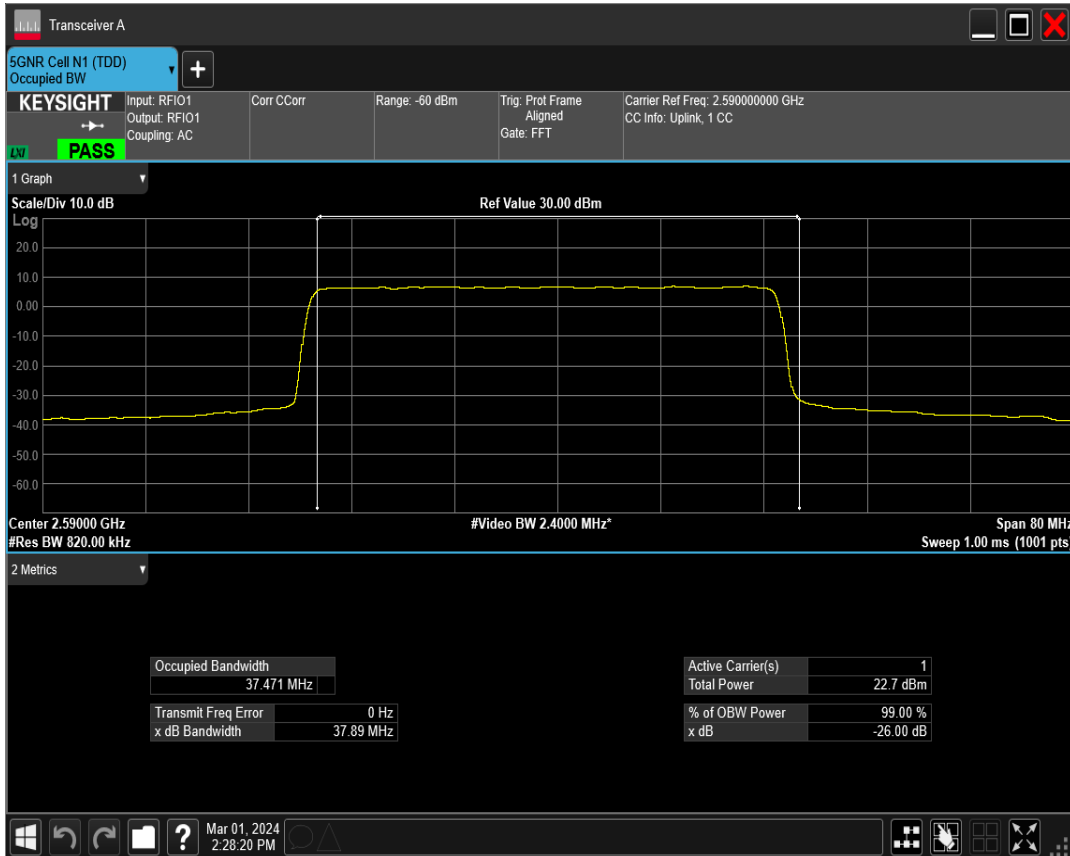 Transceiver A
5GNR Cell N1 (TDD)
Occupied BW
+
KEYSIGHT
LXI
PASS
Input: RFIO1
Output: RFIO1
Coupling: AC
Corr CCorr
Range: -60 dBm
Trig: Prot Frame
Aligned
Gate: FFT
Carrier Ref Freq: 2.590000000 GHz
CC Info: Uplink, 1 CC
1 Graph
Scale/Div 10.0 dB
Ref Value 30.00 dBm
Log
20.0
10.0
0.00
-10.0
-20.0
-30.0
-40.0
-50.0
-60.0
Center 2.59000 GHz
#Video BW 2.4000 MHz*
Span 80 MHz
#Res BW 820.00 kHz
Sweep 1.00 ms (1001 pts)
2 Metrics
Occupied Bandwidth
37.471 MHz
Transmit Freq Error 0 Hz
x dB Bandwidth 37.89 MHz
Active Carrier(s) 1
Total Power 22.7 dBm
% of OBW Power 99.00 %
x dB -26.00 dB
?
Mar 01, 2024
2:28:20 PM